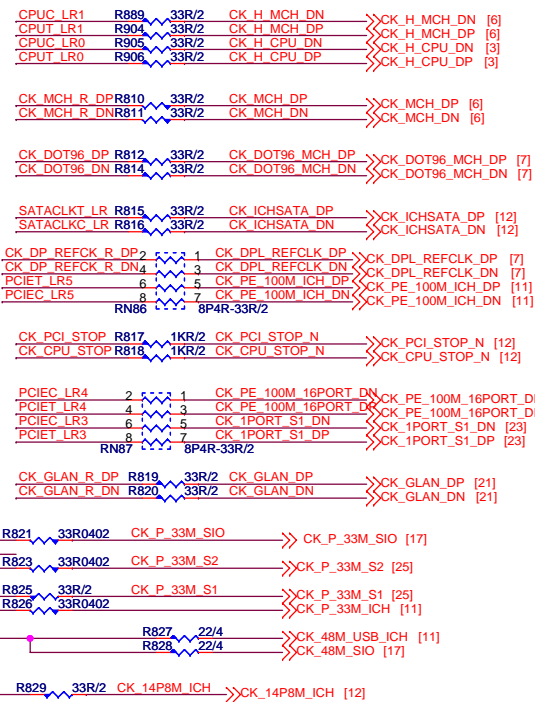 CPUC_LR1 R889 33R/2 CK_H_MCH_DN CK_H_MCH_DN [6]
CPUT_LR1 R904 33R/2 CK_H_MCH_DP CK_H_MCH_DP [6]
CPUC_LR0 R905 33R/2 CK_H_CPU_DN CK_H_CPU_DN [3]
CPUT_LR0 R906 33R/2 CK_H_CPU_DP CK_H_CPU_DP [3]
CK_MCH_R_DP R810 33R/2 CK_MCH_DP CK_MCH_DP [6]
CK_MCH_R_DN R811 33R/2 CK_MCH_DN CK_MCH_DN [6]
CK_DOT96_DP R812 33R/2 CK_DOT96_MCH_DP CK_DOT96_MCH_DP [7]
CK_DOT96_DN R814 33R/2 CK_DOT96_MCH_DN CK_DOT96_MCH_DN [7]
SATACLKT_LR R815 33R/2 CK_ICHSATA_DP CK_ICHSATA_DP [12]
SATACLKC_LR R816 33R/2 CK_ICHSATA_DN CK_ICHSATA_DN [12]
CK_DP_REFCK_R_DP 2 1 CK_DPL_REFCLK_DP CK_DPL_REFCLK_DP [7]
CK_DP_REFCK_R_DN 4 3 CK_DPL_REFCLK_DN CK_DPL_REFCLK_DN [7]
PCIET_LR5 6 5 CK_PE_100M_ICH_DP CK_PE_100M_ICH_DP [11]
PCIEC_LR5 8 7 CK_PE_100M_ICH_DN CK_PE_100M_ICH_DN [11]
RN86 8P4R-33R/2
CK_PCI_STOP R817 1KR/2 CK_PCI_STOP_N CK_PCI_STOP_N [12]
CK_CPU_STOP R818 1KR/2 CK_CPU_STOP_N CK_CPU_STOP_N [12]
PCIEC_LR4 2 1 CK_PE_100M_16PORT_DN CK_PE_100M_16PORT_D
PCIET_LR4 4 3 CK_PE_100M_16PORT_DP CK_PE_100M_16PORT_D
PCIEC_LR3 6 5 CK_1PORT_S1_DN CK_1PORT_S1_DN [23]
PCIET_LR3 8 7 CK_1PORT_S1_DP CK_1PORT_S1_DP [23]
RN87 8P4R-33R/2
CK_GLAN_R_DP R819 33R/2 CK_GLAN_DP CK_GLAN_DP [21]
CK_GLAN_R_DN R820 33R/2 CK_GLAN_DN CK_GLAN_DN [21]
R821 33R0402 CK_P_33M_SIO CK_P_33M_SIO [17]
R823 33R0402 CK_P_33M_S2 CK_P_33M_S2 [25]
R825 33R/2 CK_P_33M_S1 CK_P_33M_S1 [25]
R826 33R0402 CK_P_33M_ICH [11]
R827 22/4 CK_48M_USB_ICH [11]
R828 22/4 CK_48M_SIO [17]
R829 33R/2 CK_14P8M_ICH CK_14P8M_ICH [12]